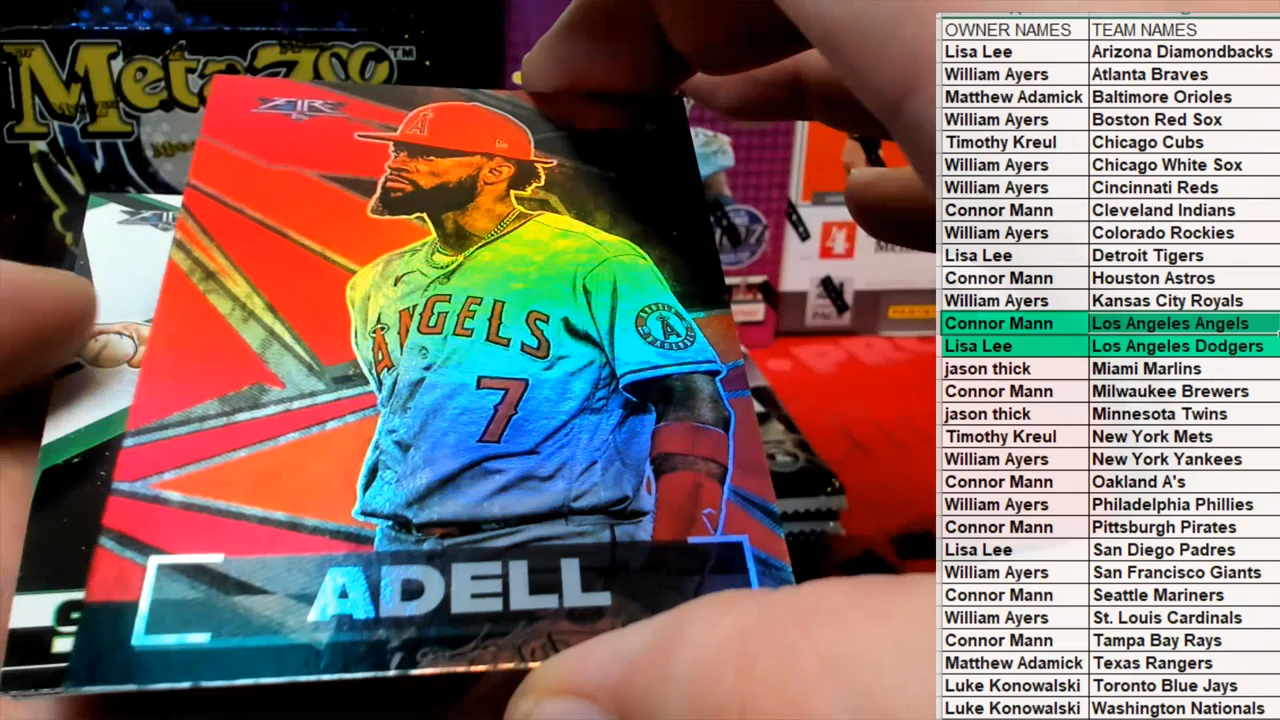 MetaZoo™
FIRE
FIRE
A
ANGELS
7
A
ADELL
4
PANINI
OWNER NAMES TEAM NAMES
Lisa Lee Arizona Diamondbacks
William Ayers Atlanta Braves
Matthew Adamick Baltimore Orioles
William Ayers Boston Red Sox
Timothy Kreul Chicago Cubs
William Ayers Chicago White Sox
William Ayers Cincinnati Reds
Connor Mann Cleveland Indians
William Ayers Colorado Rockies
Lisa Lee Detroit Tigers
Connor Mann Houston Astros
William Ayers Kansas City Royals
Connor Mann Los Angeles Angels
Lisa Lee Los Angeles Dodgers
jason thick Miami Marlins
Connor Mann Milwaukee Brewers
jason thick Minnesota Twins
Timothy Kreul New York Mets
William Ayers New York Yankees
Connor Mann Oakland A's
William Ayers Philadelphia Phillies
Connor Mann Pittsburgh Pirates
Lisa Lee San Diego Padres
William Ayers San Francisco Giants
Connor Mann Seattle Mariners
William Ayers St. Louis Cardinals
Connor Mann Tampa Bay Rays
Matthew Adamick Texas Rangers
Luke Konowalski Toronto Blue Jays
Luke Konowalski Washington Nationals